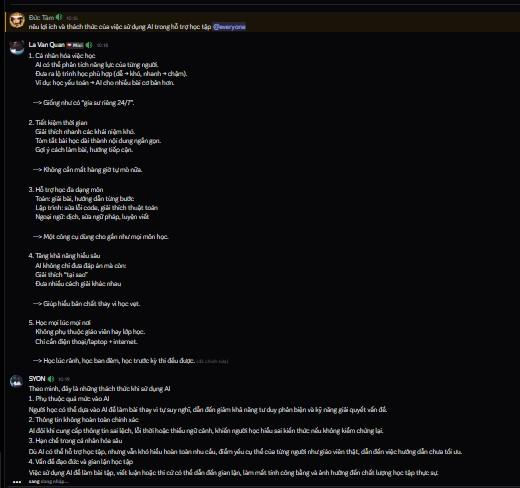 Đức Tâm 10:16
nêu lợi ích và thách thức của việc sử dụng AI trong hỗ trợ học tập @everyone
La Van Quan 10:18
1. Cá nhân hóa việc học
AI có thể phân tích năng lực của từng người.
Đưa ra lộ trình học phù hợp (dễ → khó, nhanh → chậm).
Ví dụ: học yếu toán → AI cho nhiều bài cơ bản hơn.
---> Giống như có "gia sư riêng 24/7".
2. Tiết kiệm thời gian
Giải thích nhanh các khái niệm khó.
Tóm tắt bài học dài thành nội dung ngắn gọn.
Gợi ý cách làm bài, hướng tiếp cận.
---> Không cần mất hàng giờ tự mò nữa.
3. Hỗ trợ học đa dạng môn
Toán: giải bài, hướng dẫn từng bước
Lập trình: sửa lỗi code, giải thích thuật toán
Ngoại ngữ: dịch, sửa ngữ pháp, luyện viết
---> Một công cụ dùng cho gần như mọi môn học.
4. Tăng khả năng hiểu sâu
AI không chỉ đưa đáp án mà còn:
Giải thích "tại sao"
Đưa nhiều cách giải khác nhau
---> Giúp hiểu bản chất thay vì học vẹt.
5. Học mọi lúc mọi nơi
Không phụ thuộc giáo viên hay lớp học.
Chỉ cần điện thoại/laptop + internet.
---> Học lúc rảnh, học ban đêm, học trước kỳ thi đều được. (đã chỉnh sửa)
SYON 10:19
Theo mình, đây là những thách thức khi sử dụng AI
1. Phụ thuộc quá mức vào AI
Người học có thể dựa vào AI để làm bài thay vì tự suy nghĩ, dẫn đến giảm khả năng tư duy phản biện và kỹ năng giải quyết vấn đề.
2. Thông tin không hoàn toàn chính xác
AI đôi khi cung cấp thông tin sai lệch, lỗi thời hoặc thiếu ngữ cảnh, khiến người học hiểu sai kiến thức nếu không kiểm chứng lại.
3. Hạn chế trong cá nhân hóa sâu
Dù AI có thể hỗ trợ học tập, nhưng vẫn khó hiểu hoàn toàn nhu cầu, điểm yếu cụ thể của từng người như giáo viên thật, dẫn đến việc hướng dẫn chưa tối ưu.
4. Vấn đề đạo đức và gian lận học tập
Việc sử dụng AI để làm bài tập, viết luận hoặc thi cử có thể dẫn đến gian lận, làm mất tính công bằng và ảnh hưởng đến chất lượng học tập thực sự.
sang đang nhập...